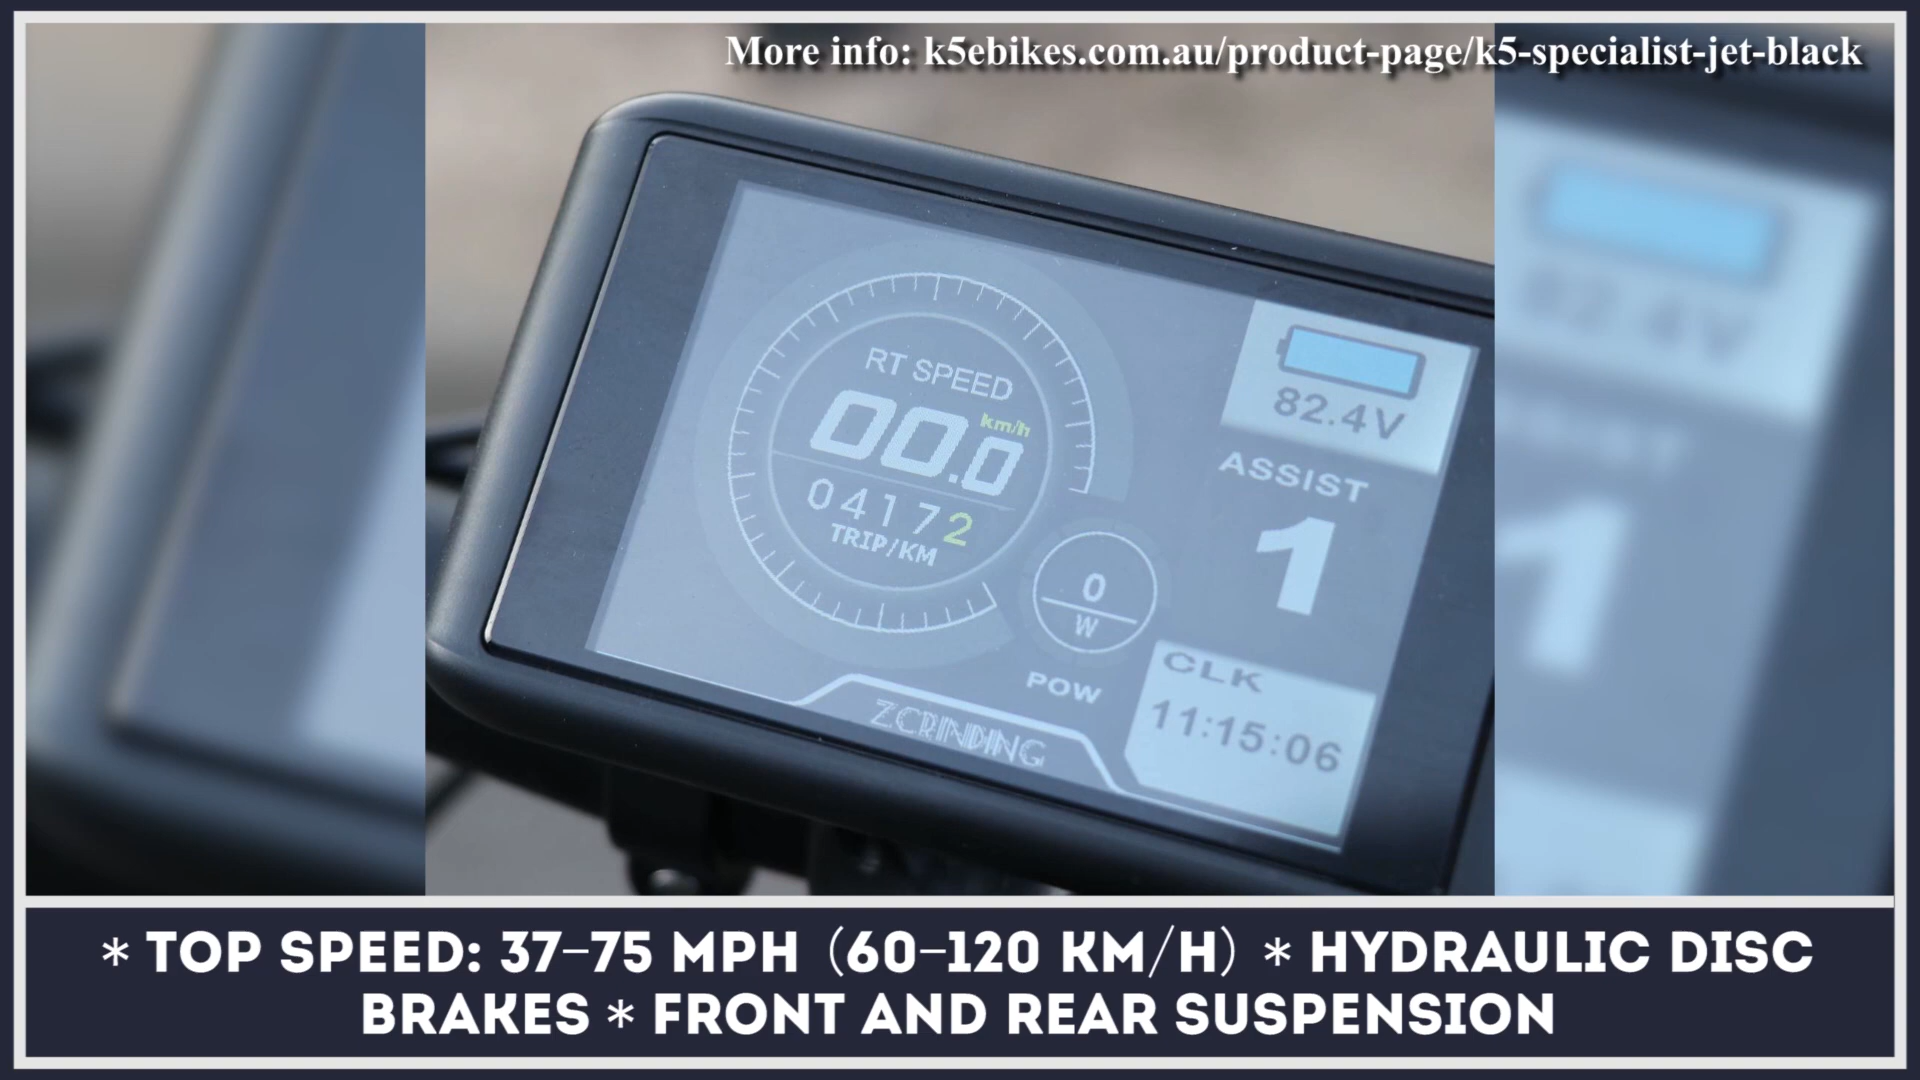 More info: k5ebikes.com.au/product-page/k5-specialist-jet-black
RT SPEED
km/h
00.0
04172
TRIP/KM
82.4V
ASSIST
1
0
W
POW
CLK
11:15:06
ZCRINDING
* TOP SPEED: 37–75 MPH (60–120 KM/H) * HYDRAULIC DISC
BRAKES * FRONT AND REAR SUSPENSION